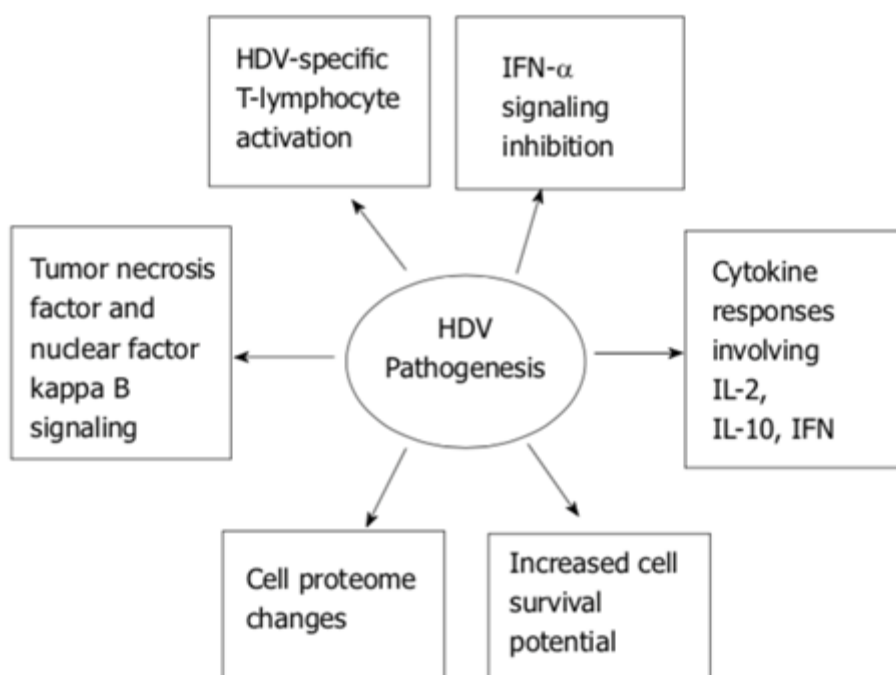 HDV-specific
T-lymphocyte
activation
IFN-α
signaling
inhibition
Tumor necrosis
factor and
nuclear factor
kappa B
signaling
HDV
Pathogenesis
Cytokine
responses
involving
IL-2,
IL-10, IFN
Cell proteome
changes
Increased cell
survival
potential